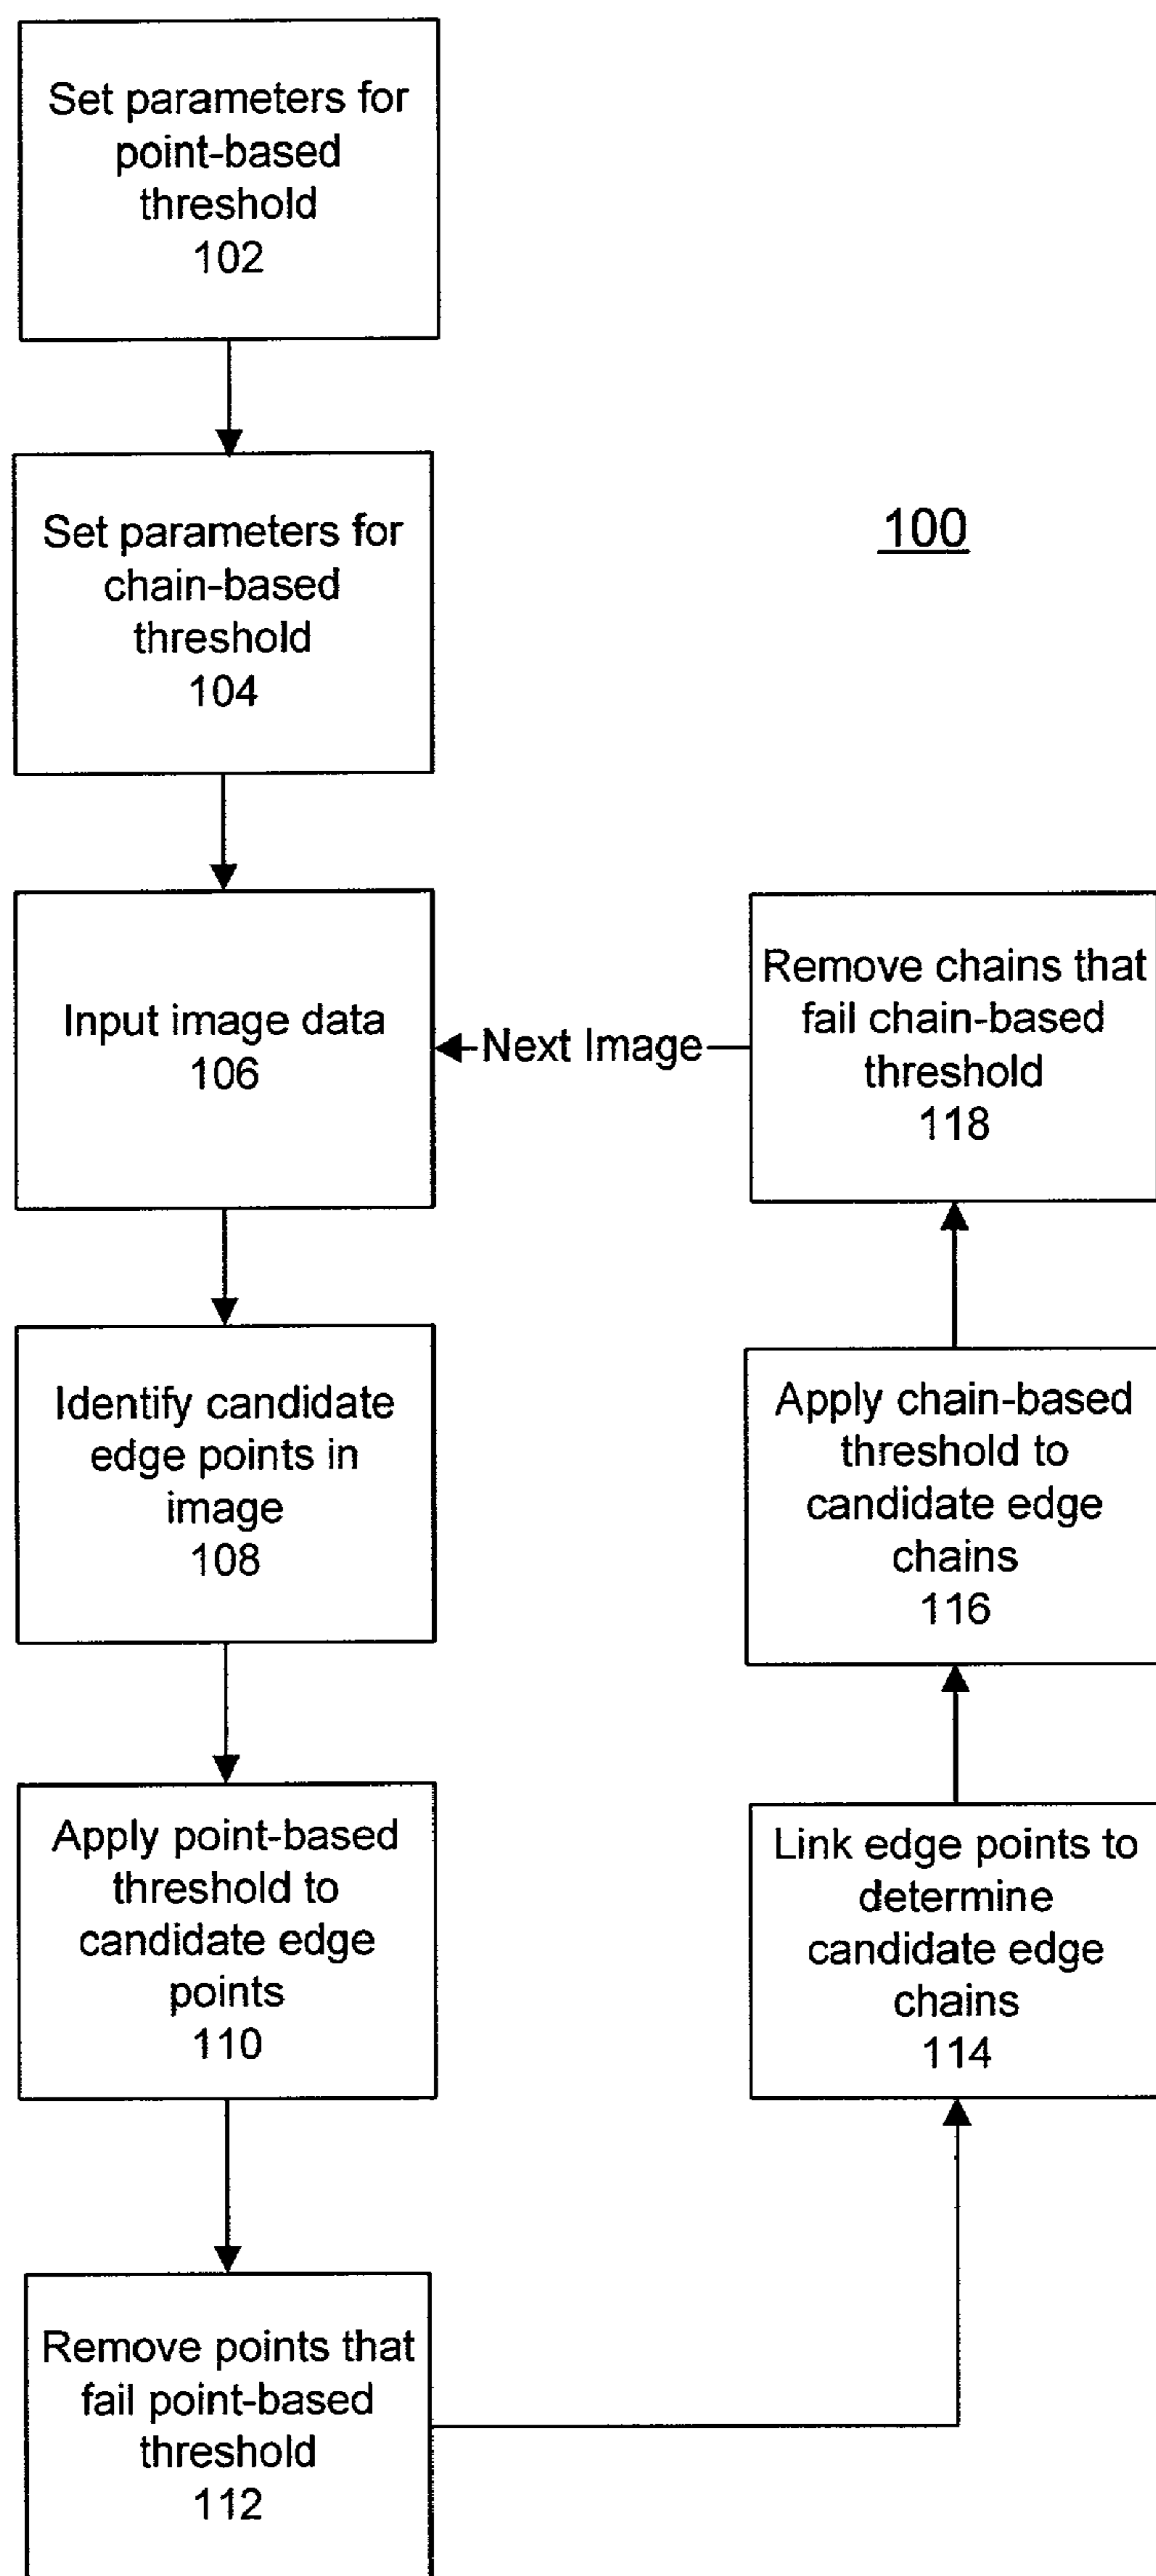 Set parameters for
point-based
threshold
102
Set parameters for
chain-based
threshold
104
100
Input image data
106
Next Image
Remove chains that
fail chain-based
threshold
118
Identify candidate
edge points in
image
108
Apply chain-based
threshold to
candidate edge
chains
116
Apply point-based
threshold to
candidate edge
points
110
Link edge points to
determine
candidate edge
chains
114
Remove points that
fail point-based
threshold
112